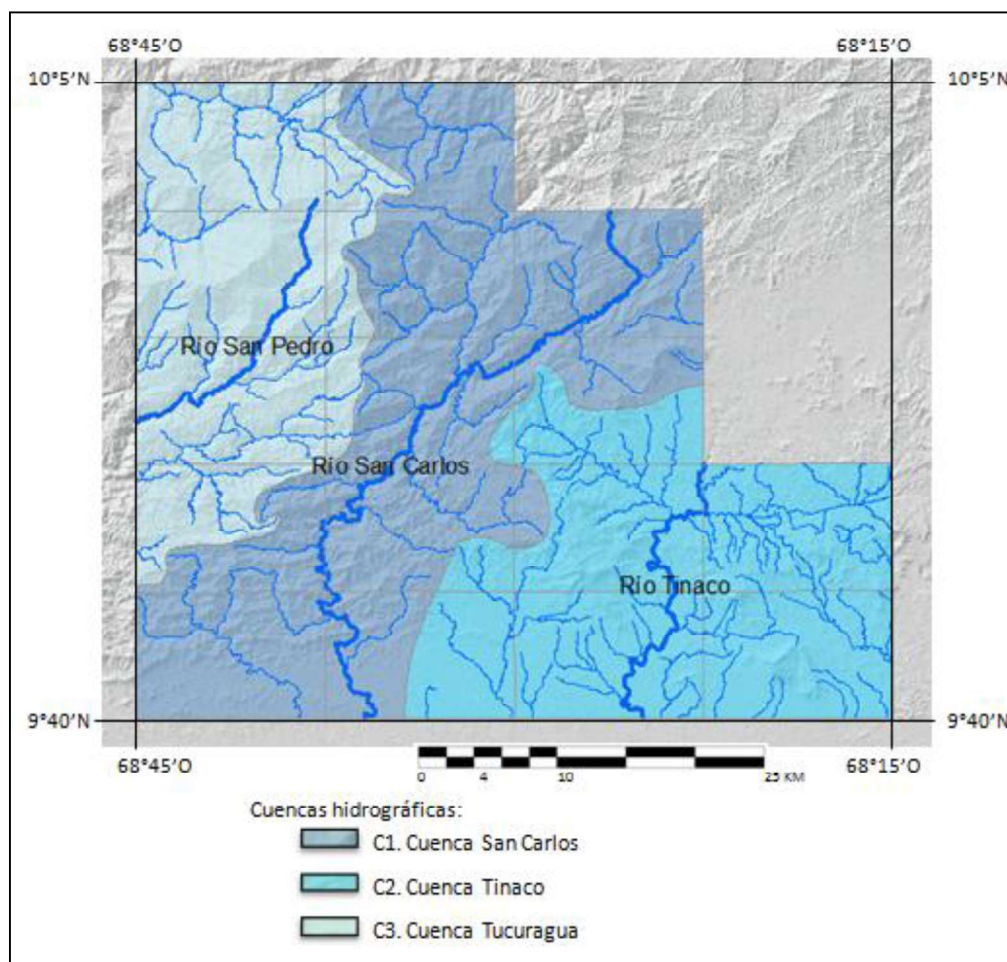 68°45'O 68°15'O
10°5'N 10°5'N
Río San Pedro
Río San Carlos
Río Tinaco
9°40'N 9°40'N
68°45'O 68°15'O
0 4 10 25 KM
Cuencas hidrográficas:
C1. Cuenca San Carlos
C2. Cuenca Tinaco
C3. Cuenca Tucuragua